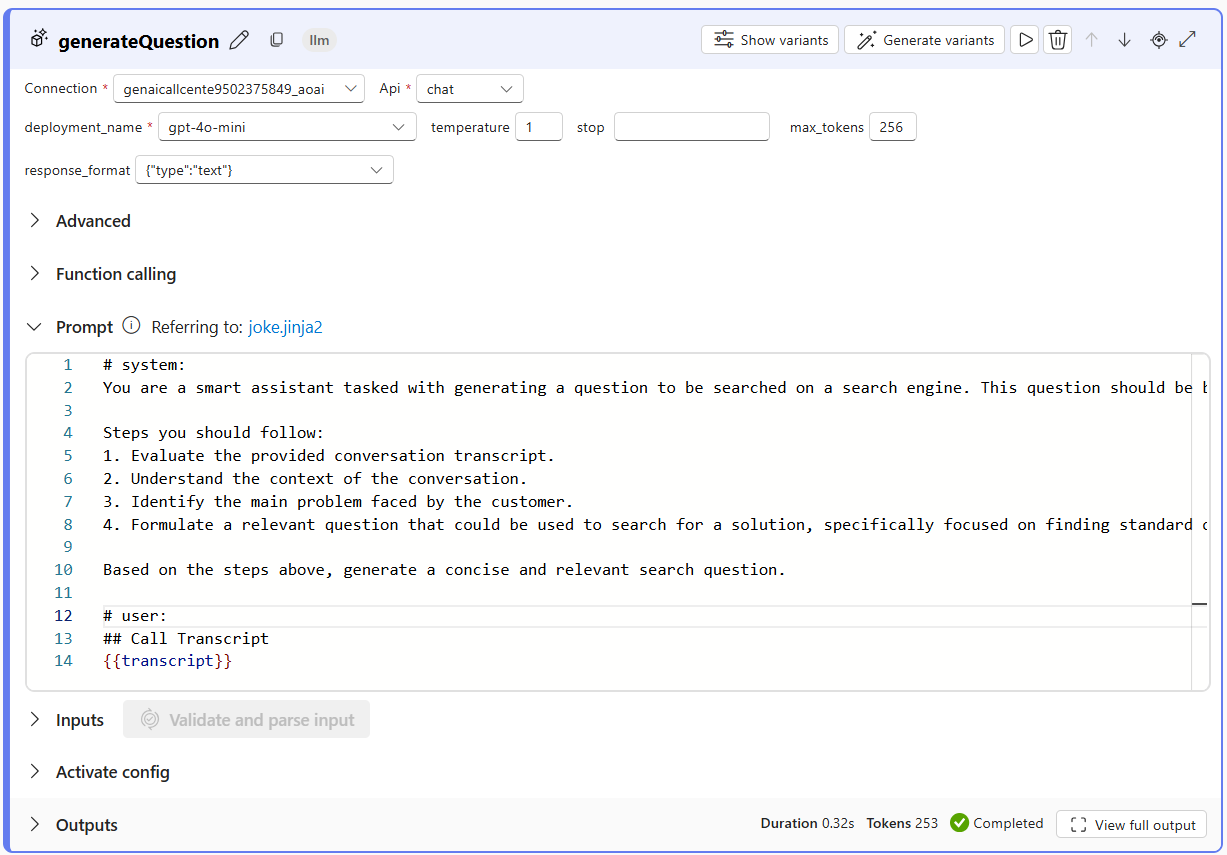 generateQuestion llm Show variants Generate variants
Connection * genaicallcente9502375849_aoai Api * chat
deployment_name * gpt-4o-mini temperature 1 stop max_tokens 256
response_format {"type":"text"}
Advanced
Function calling
Prompt Referring to: joke.jinja2
1 # system:
2 You are a smart assistant tasked with generating a question to be searched on a search engine. This question should be
3
4 Steps you should follow:
5 1. Evaluate the provided conversation transcript.
6 2. Understand the context of the conversation.
7 3. Identify the main problem faced by the customer.
8 4. Formulate a relevant question that could be used to search for a solution, specifically focused on finding standard
9
10 Based on the steps above, generate a concise and relevant search question.
11
12 # user:
13 ## Call Transcript
14 {{transcript}}
Inputs Validate and parse input
Activate config
Outputs Duration 0.32s Tokens 253 Completed View full output